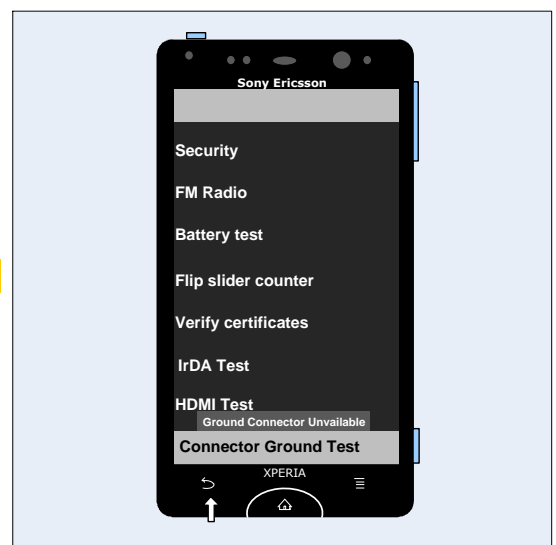 Sony Ericsson
Security
FM Radio
Battery test
Flip slider counter
Verify certificates
IrDA Test
HDMI Test
Ground Connector Unvailable
Connector Ground Test
XPERIA